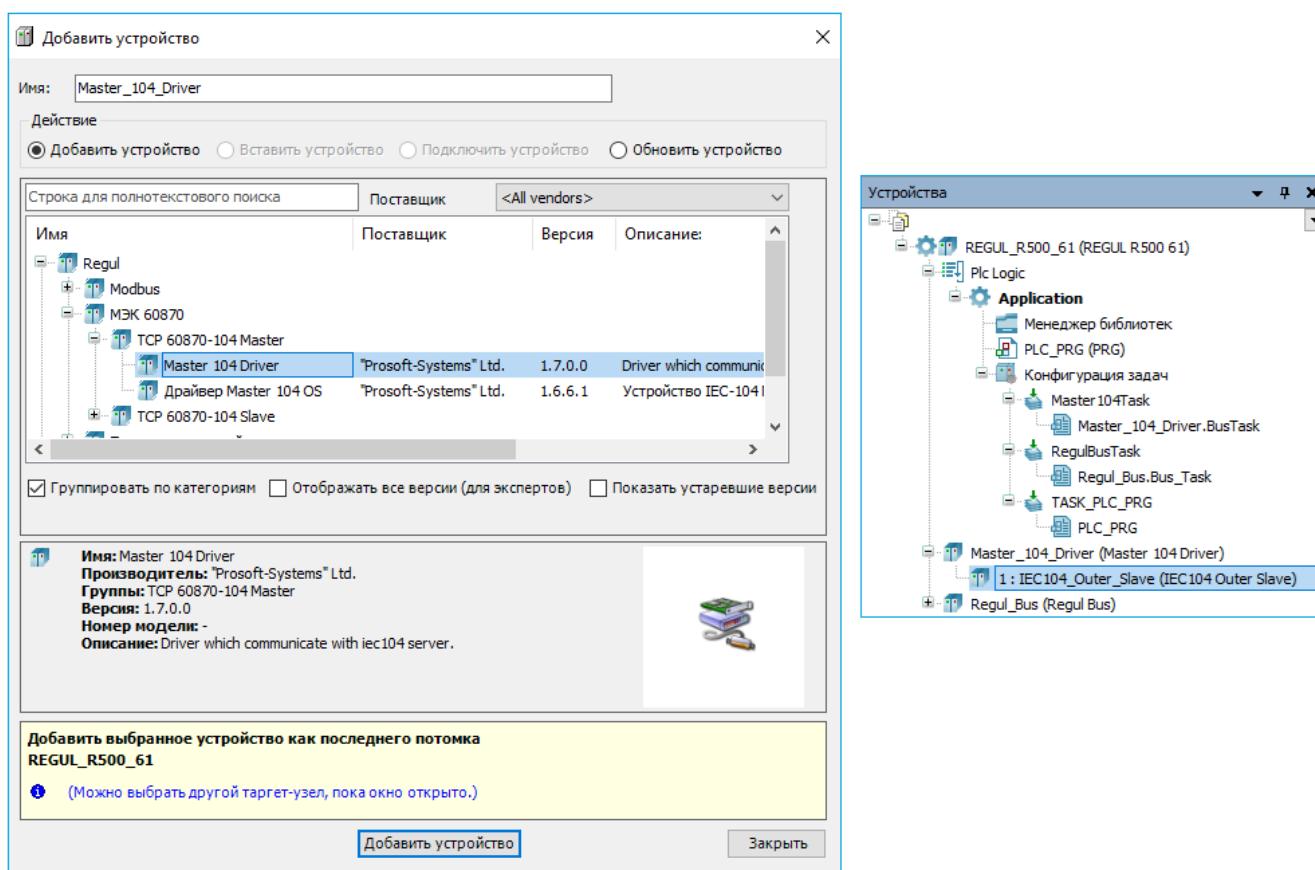 Добавить устройство
Имя: Master_104_Driver
Действие
Добавить устройство Вставить устройство Подключить устройство Обновить устройство
Строка для полнотекстового поиска Поставщик <All vendors>
Имя Поставщик Версия Описание:
Regul
Modbus
МЭК 60870
TCP 60870-104 Master
Master 104 Driver "Prosoft-Systems" Ltd. 1.7.0.0 Driver which communic
Драйвер Master 104 OS "Prosoft-Systems" Ltd. 1.6.6.1 Устройство IEC-104
TCP 60870-104 Slave
Группировать по категориям Отображать все версии (для экспертов) Показать устаревшие версии
Имя: Master 104 Driver
Производитель: "Prosoft-Systems" Ltd.
Группы: TCP 60870-104 Master
Версия: 1.7.0.0
Номер модели: -
Описание: Driver which communicate with iec104 server.
Добавить выбранное устройство как последнего потомка
REGUL_R500_61
(Можно выбрать другой таргет-узел, пока окно открыто.)
Добавить устройство Закрыть
Устройства
REGUL_R500_61 (REGUL R500 61)
Plc Logic
Application
Менеджер библиотек
PLC_PRG (PRG)
Конфигурация задач
Master104Task
Master_104_Driver.BusTask
RegulBusTask
Regul_Bus.Bus_Task
TASK_PLC_PRG
PLC_PRG
Master_104_Driver (Master 104 Driver)
1 : IEC104_Outer_Slave (IEC104 Outer Slave)
Regul_Bus (Regul Bus)